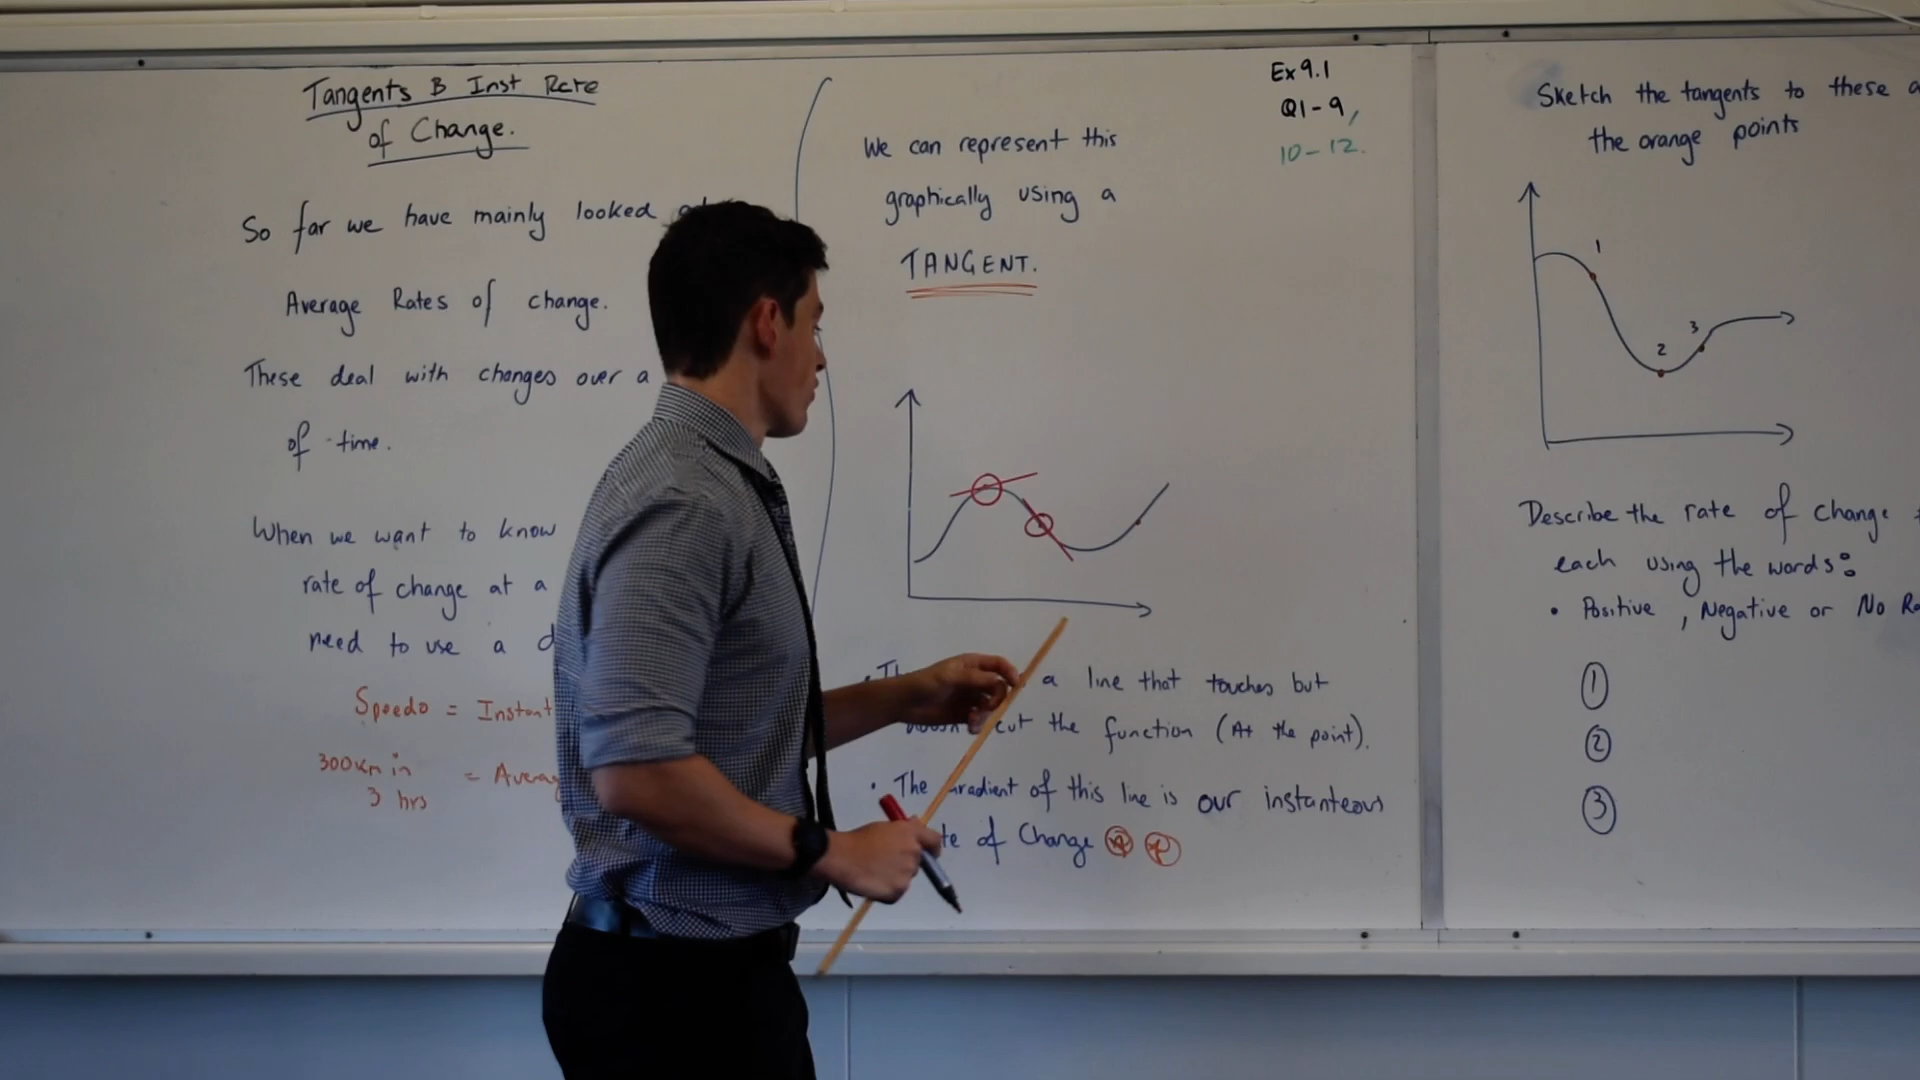 Tangents B Inst Rate
of Change.
So far we have mainly looked
Average Rates of change.
These deal with changes over a
of time.
When we want to know
rate of change at a
need to use a
Speedo = Instant
300km in
3 hrs
= Averag
We can represent this
graphically using a
TANGENT.
a line that touches but
cut the function (At the point).
• The gradient of this line is our instanteous
of Change
Ex 9.1
Q1-9,
10-12.
Sketch the tangents to these
the orange points
1
2
3
Describe the rate of change
each using the words:
• Positive, Negative or No
1
2
3